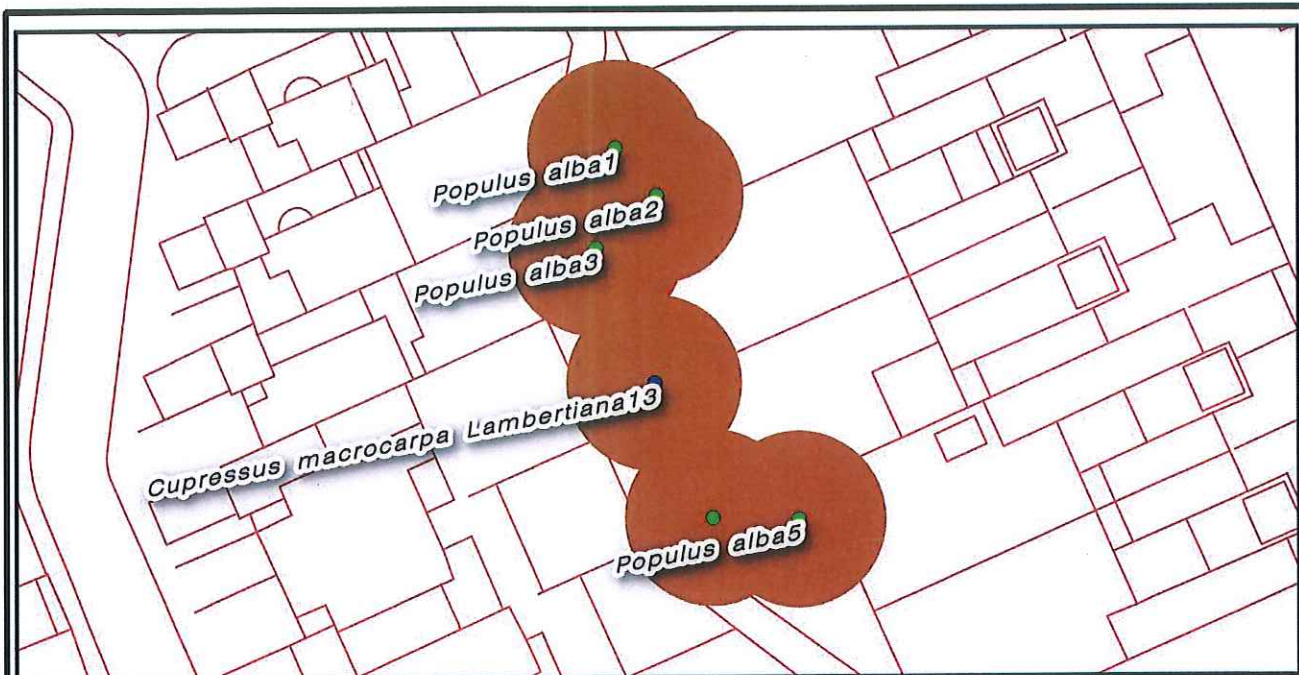 Populus alba1
Populus alba2
Populus alba3
Cupressus macrocarpa Lambertiana13
Populus alba5